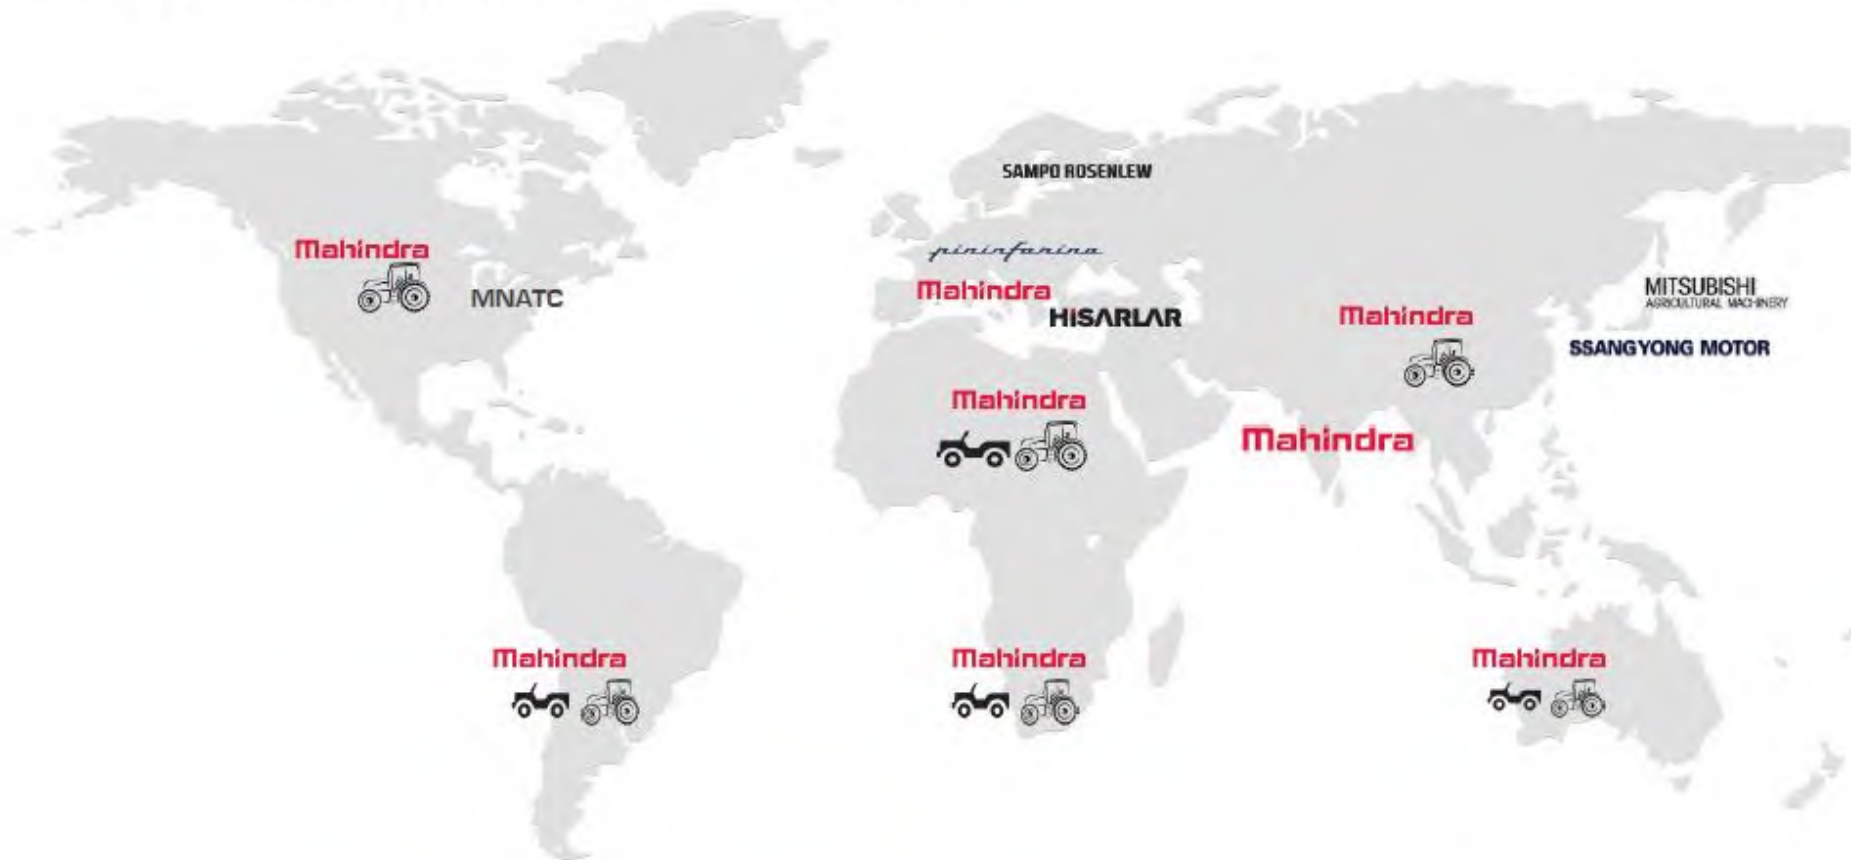 SAMPO ROSENLEW
Mahindra
pininfarina
MNATC
Mahindra
HISARLAR
MITSUBISHI
AGRICULTURAL MACHINERY
Mahindra
SSANGYONG MOTOR
Mahindra
Mahindra
Mahindra
Mahindra
Mahindra